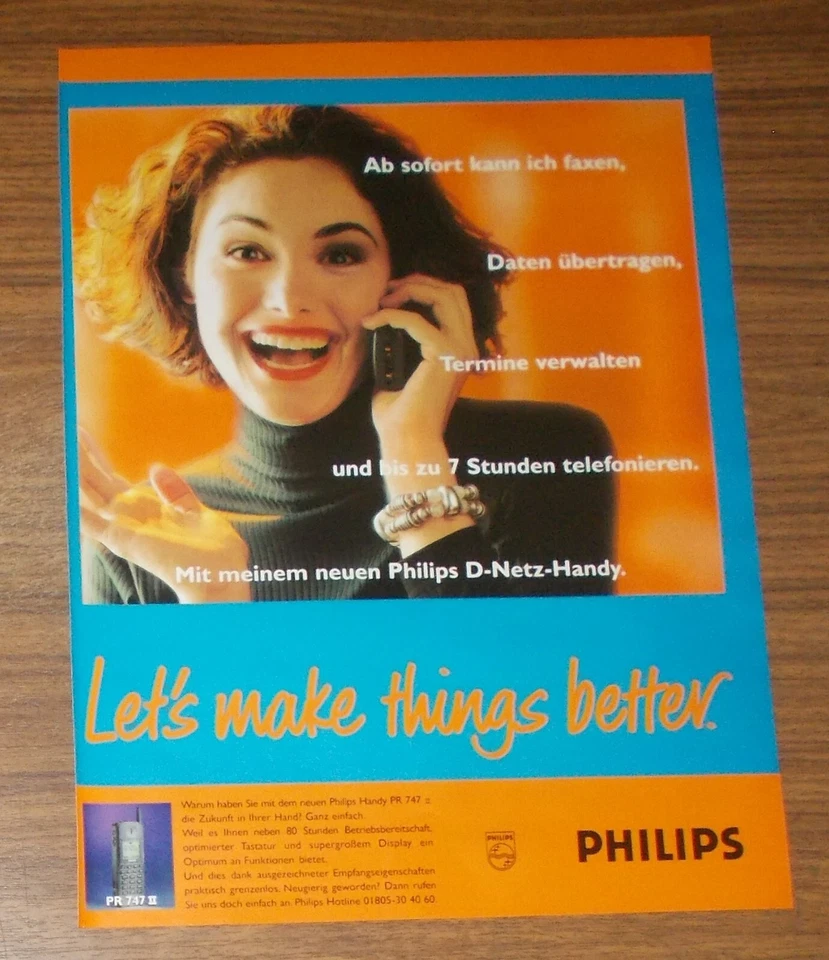 Ab sofort kann ich faxen,
Daten übertragen,
Termine verwalten
und bis zu 7 Stunden telefonieren.
Mit meinem neuen Philips D-Netz-Handy.
Let's make things better.
PR 747 II
Warum haben Sie mit dem neuen Philips Handy PR 747 II
die Zukunft in Ihrer Hand? Ganz einfach.
Weil es Ihnen neben 80 Stunden Betriebsbereitschaft,
optimierter Tastatur und supergroßem Display ein
Optimum an Funktionen bietet.
Und dies dank ausgezeichneter Empfangseigenschaften
praktisch grenzenlos. Neugierig geworden? Dann rufen
Sie uns doch einfach an. Philips Hotline 01805-30 40 60
PHILIPS
PHILIPS